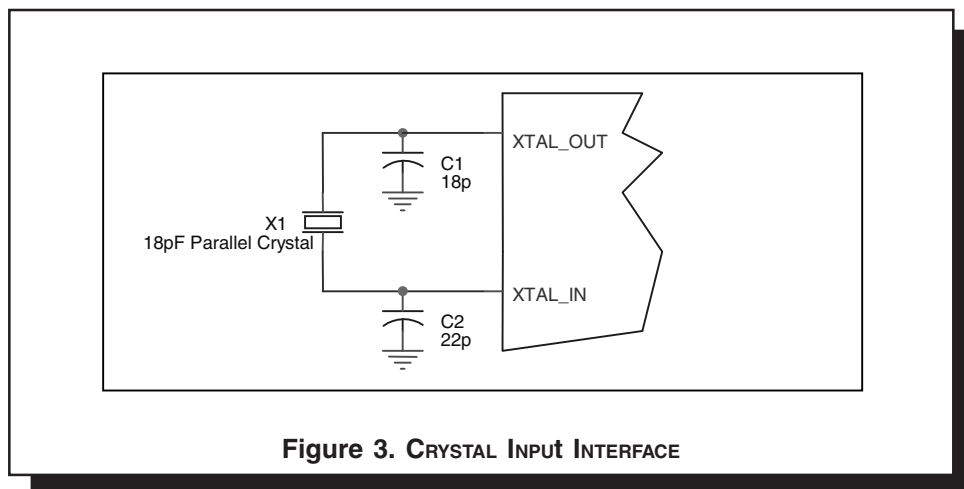 XTAL_OUT
C1
18p
X1
18pF Parallel Crystal
XTAL_IN
C2
22p
Figure 3. CRYSTAL INPUt INTERFACE